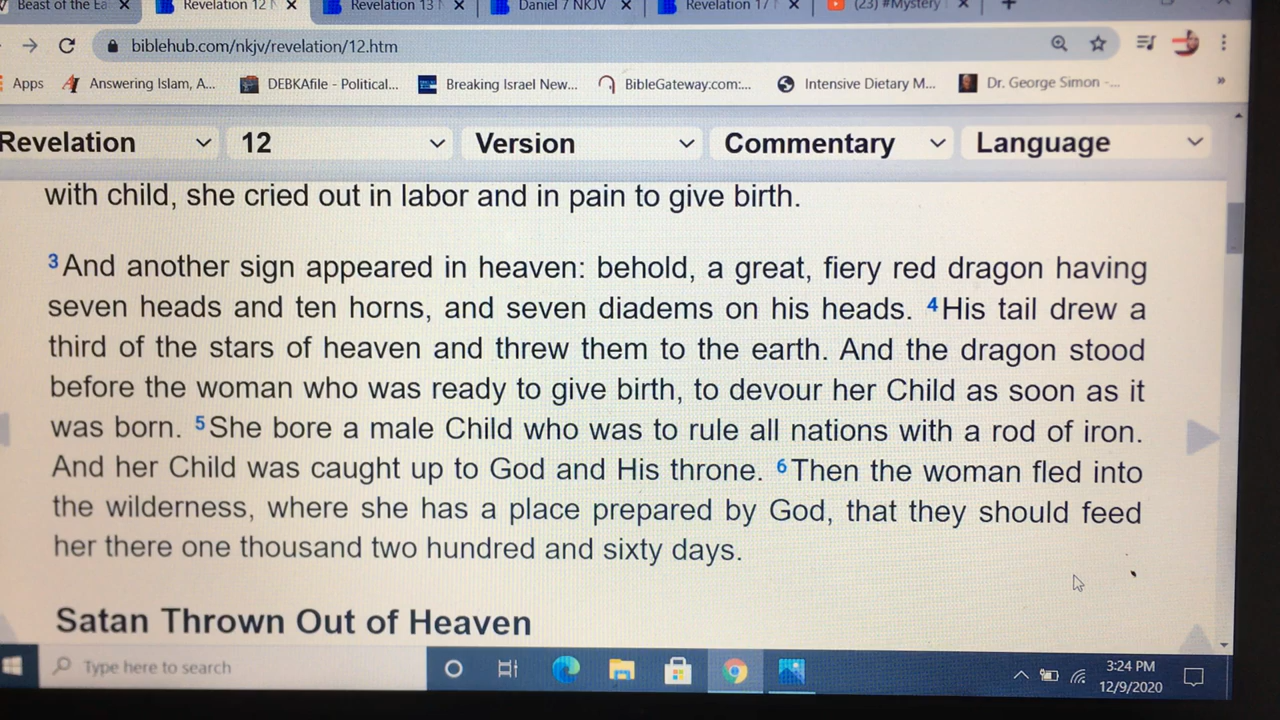 Beast of the Ea
Revelation 12 N
Revelation 13 N
Daniel 7 NKJV
Revelation 17 N
(23) #Mystery
biblehub.com/nkjv/revelation/12.htm
Apps
Answering Islam, A...
DEBKAfile - Political...
Breaking Israel New...
BibleGateway.com:...
Intensive Dietary M...
Dr. George Simon -...
»
Revelation
12
Version
Commentary
Language
with child, she cried out in labor and in pain to give birth.
3And another sign appeared in heaven: behold, a great, fiery red dragon having
seven heads and ten horns, and seven diadems on his heads. 4His tail drew a
third of the stars of heaven and threw them to the earth. And the dragon stood
before the woman who was ready to give birth, to devour her Child as soon as it
was born. 5She bore a male Child who was to rule all nations with a rod of iron.
And her Child was caught up to God and His throne. 6Then the woman fled into
the wilderness, where she has a place prepared by God, that they should feed
her there one thousand two hundred and sixty days.
Satan Thrown Out of Heaven
Type here to search
3:24 PM
12/9/2020